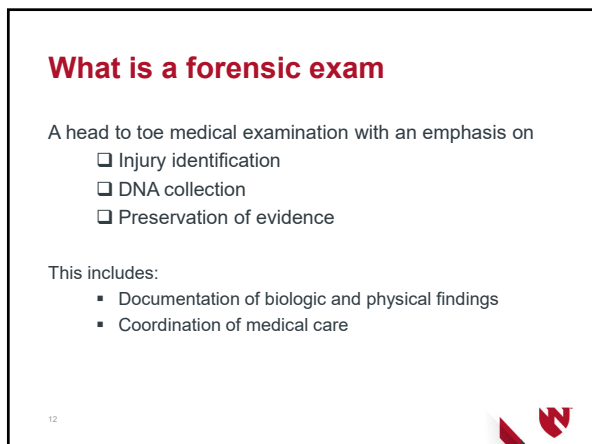 What is a forensic exam
A head to toe medical examination with an emphasis on
❑ Injury identification
❑ DNA collection
❑ Preservation of evidence
This includes:
▪ Documentation of biologic and physical findings
▪ Coordination of medical care
12
N